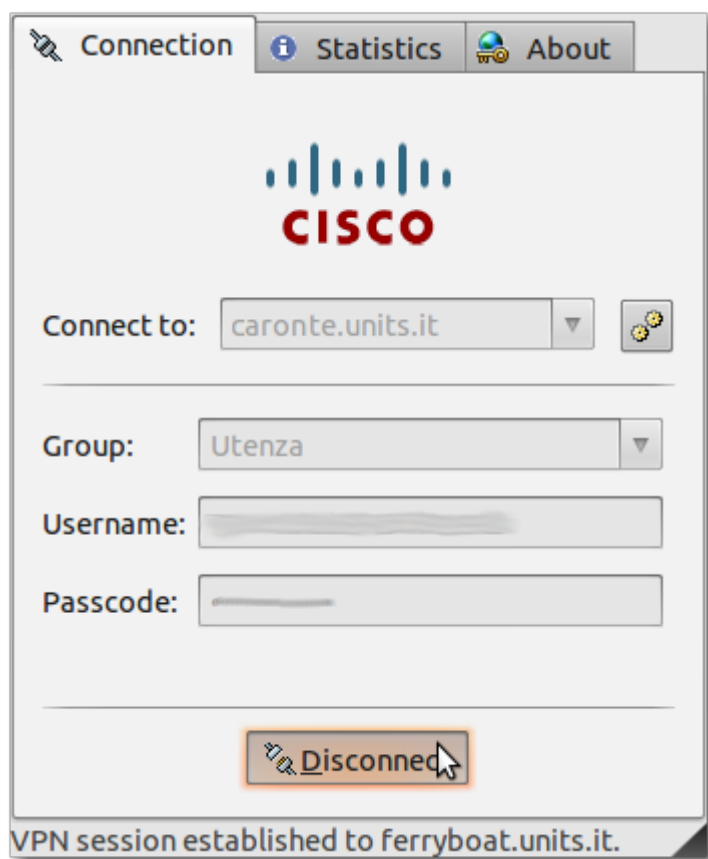 Connection Statistics About
CISCO
Connect to: caronte.units.it
Group: Utenza
Username:
Passcode:
Disconnect
VPN session established to ferryboat.units.it.